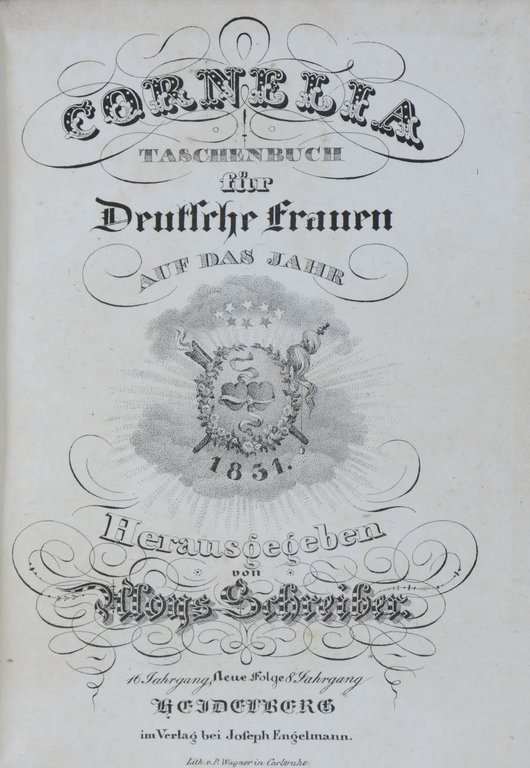 CORNELIA
TASCHENBUCH
für
Deutsche Frauen
AUF DAS JAHR
1831.
Herausgegeben
von
Aloys Schreiber.
16 Jahrgang, Neue Folge 8 Jahrgang
HEIDELBERG
im Verlag bei Joseph Engelmann.
Lith. v. P. Wagner in Carlsruhe.